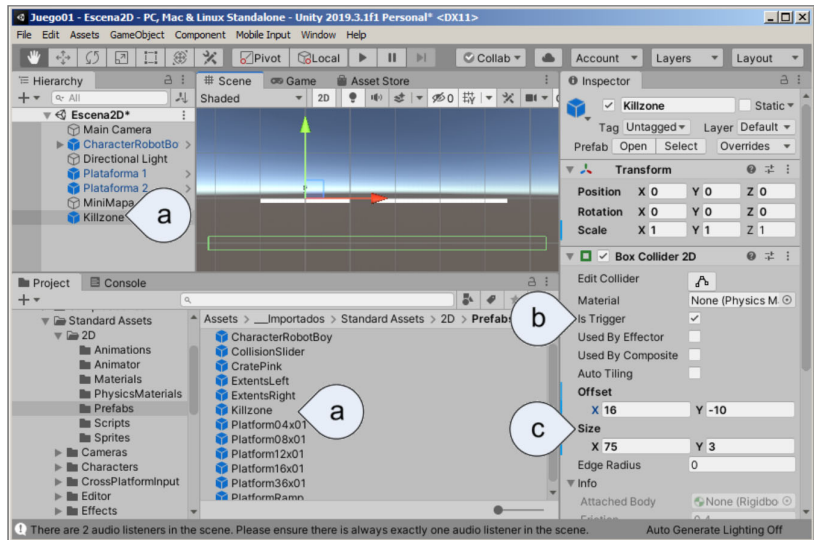 Juego01 - Escena2D - PC, Mac & Linux Standalone - Unity 2019.3.1f1 Personal* <DX11>
File Edit Assets GameObject Component Mobile Input Window Help
Pivot Local Collab Account Layers Layout
Hierarchy
All
Escena2D*
Main Camera
CharacterRobotBo
Directional Light
Plataforma 1
Plataforma 2
MiniMapa
Killzone
a
Scene Game Asset Store
Shaded 2D 0
Project Console
Standard Assets
2D
Animations
Animator
Materials
PhysicsMaterials
Prefabs
Scripts
Sprites
Cameras
Characters
CrossPlatformInput
Editor
Effects
Assets > __Importados > Standard Assets > 2D > Prefabs
CharacterRobotBoy
CollisionSlider
CratePink
ExtentsLeft
ExtentsRight
Killzone
Platform04x01
Platform08x01
Platform12x01
Platform16x01
Platform36x01
PlatformRamp
a
Inspector
Killzone Static
Tag Untagged Layer Default
Prefab Open Select Overrides
Transform
Position X 0 Y 0 Z 0
Rotation X 0 Y 0 Z 0
Scale X 1 Y 1 Z 1
Box Collider 2D
Edit Collider
Material None (Physics M
b
Is Trigger
Used By Effector
Used By Composite
Auto Tiling
Offset
X 16 Y -10
c
Size
X 75 Y 3
Edge Radius 0
Info
Attached Body None (Rigidbo
There are 2 audio listeners in the scene. Please ensure there is always exactly one audio listener in the scene. Auto Generate Lighting Off